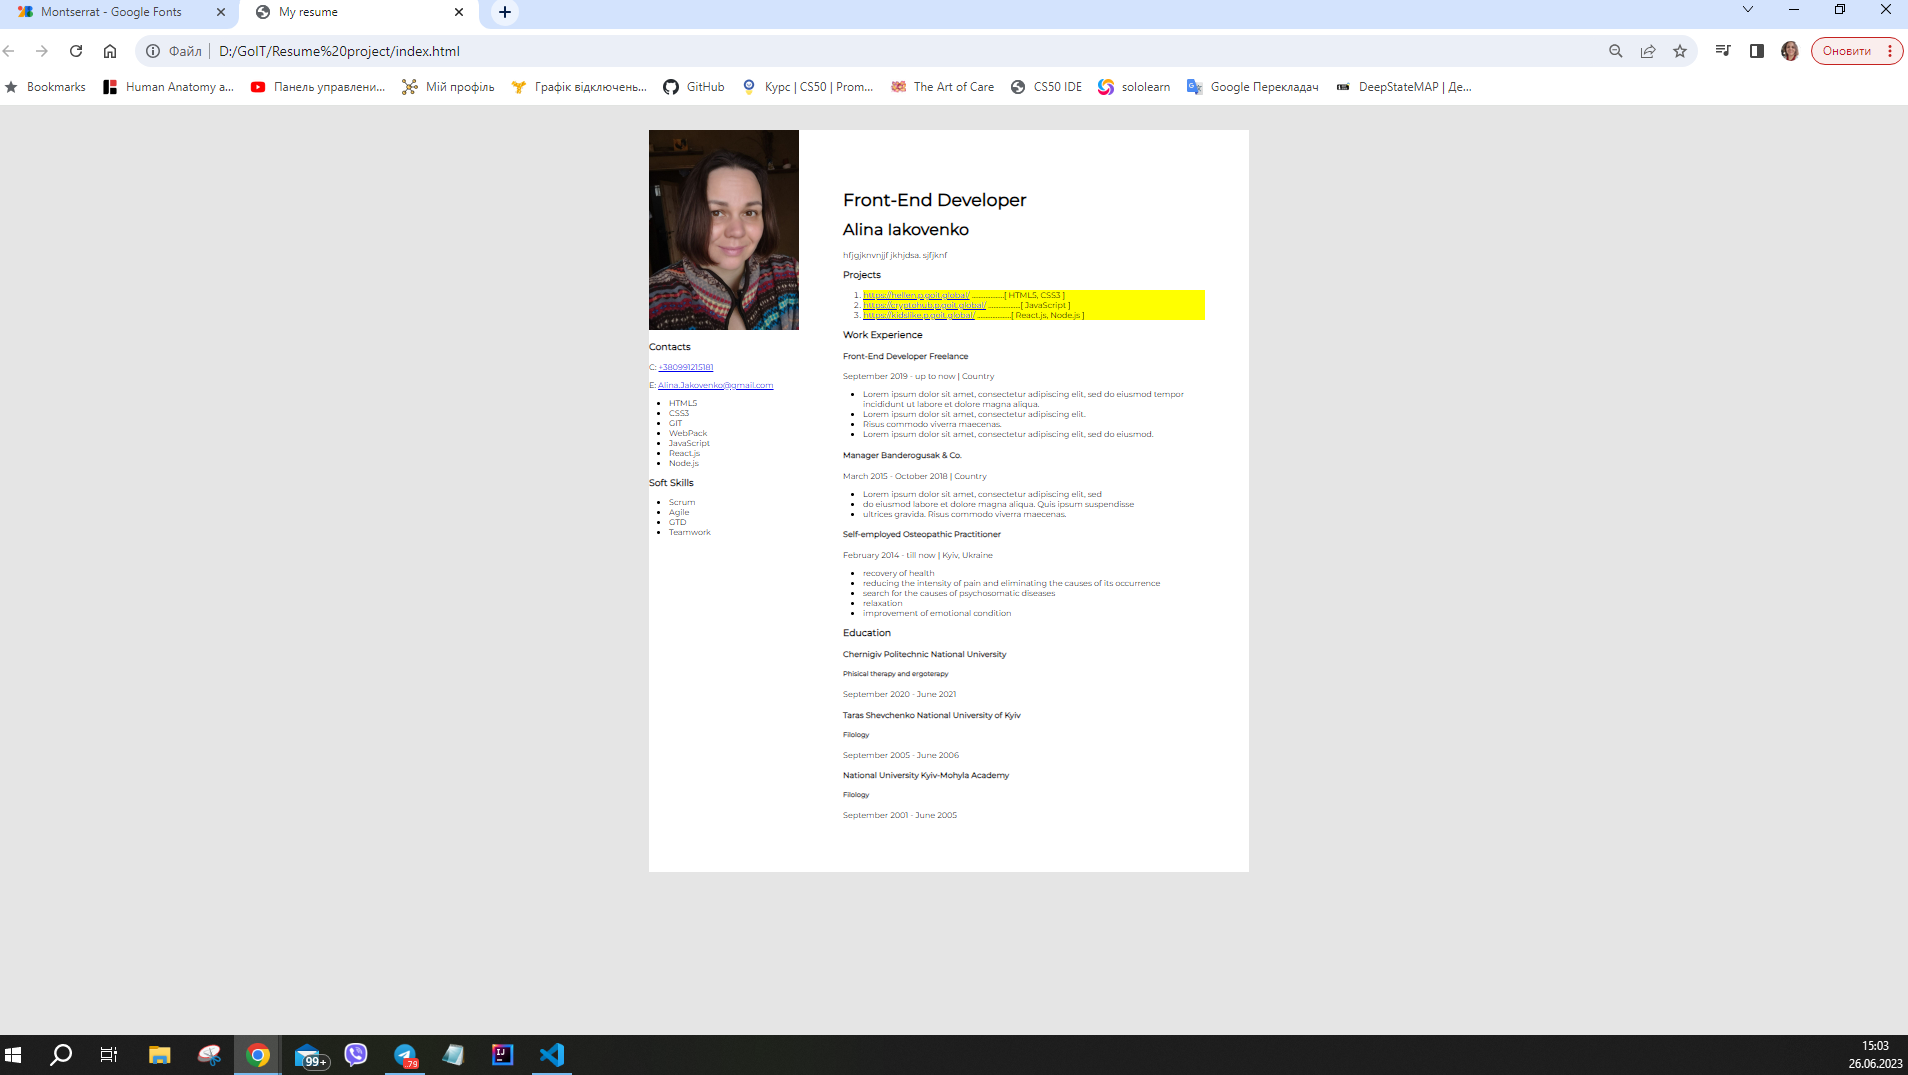 Montserrat - Google Fonts
My resume
Файл
D:/GoIT/Resume%20project/index.html
Оновити
Bookmarks
Human Anatomy a...
Панель управлени...
Мій профіль
Графік відключень...
GitHub
Курс | CS50 | Prom...
The Art of Care
CS50 IDE
sololearn
Google Перекладач
DeepStateMAP | Де...
Contacts
C: +380991215181
E: Alina.Jakovenko@gmail.com
HTML5
CSS3
GIT
WebPack
JavaScript
React.js
Node.js
Soft Skills
Scrum
Agile
GTD
Teamwork
Front-End Developer
Alina Iakovenko
hfjgjknvnjjf jkhjdsa. sjfjknf
Projects
1. https://hellen.p.goit.global/ ..................[ HTML5, CSS3 ]
2. https://cryptohub.p.goit.global/ ..................[ JavaScript ]
3. https://kidslike.p.goit.global/ ...................[ React.js, Node.js ]
Work Experience
Front-End Developer Freelance
September 2019 - up to now | Country
Lorem ipsum dolor sit amet, consectetur adipiscing elit, sed do eiusmod tempor
incididunt ut labore et dolore magna aliqua.
Lorem ipsum dolor sit amet, consectetur adipiscing elit.
Risus commodo viverra maecenas.
Lorem ipsum dolor sit amet, consectetur adipiscing elit, sed do eiusmod.
Manager Banderogusak & Co.
March 2015 - October 2018 | Country
Lorem ipsum dolor sit amet, consectetur adipiscing elit, sed
do eiusmod labore et dolore magna aliqua. Quis ipsum suspendisse
ultrices gravida. Risus commodo viverra maecenas.
Self-employed Osteopathic Practitioner
February 2014 - till now | Kyiv, Ukraine
recovery of health
reducing the intensity of pain and eliminating the causes of its occurrence
search for the causes of psychosomatic diseases
relaxation
improvement of emotional condition
Education
Chernigiv Politechnic National University
Phisical therapy and ergoterapy
September 2020 - June 2021
Taras Shevchenko National University of Kyiv
Filology
September 2005 - June 2006
National University Kyiv-Mohyla Academy
Filology
September 2001 - June 2005
99+
79
IJ
15:03
26.06.2023